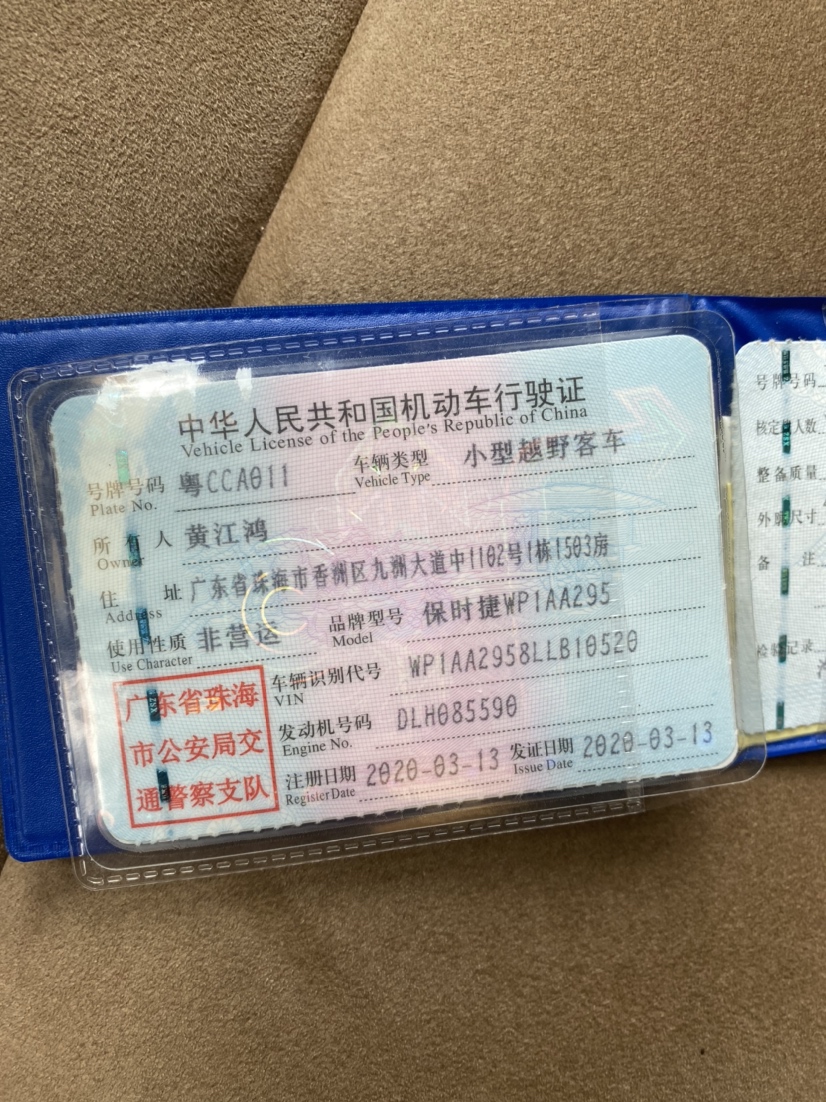 中华人民共和国机动车行驶证
Vehicle License of the People's Republic of China
号牌号码 粤CCA011 车辆类型 小型越野客车
Plate No. Vehicle Type
所有人 黄江鸿
Owner
住址 广东省珠海市香洲区九洲大道中1102号1栋1503房
Address
使用性质 非营运 品牌型号 保时捷WP1AA295
Use Character Model
车辆识别代号 WP1AA2958LLB10520
VIN
发动机号码 DLH085590
Engine No.
注册日期 2020-03-13 发证日期 2020-03-13
Register Date Issue Date
广东省珠海
市公安局交
通警察支队
号牌号码
核定 人数
整备质量
外廓尺寸
备注
检验记录